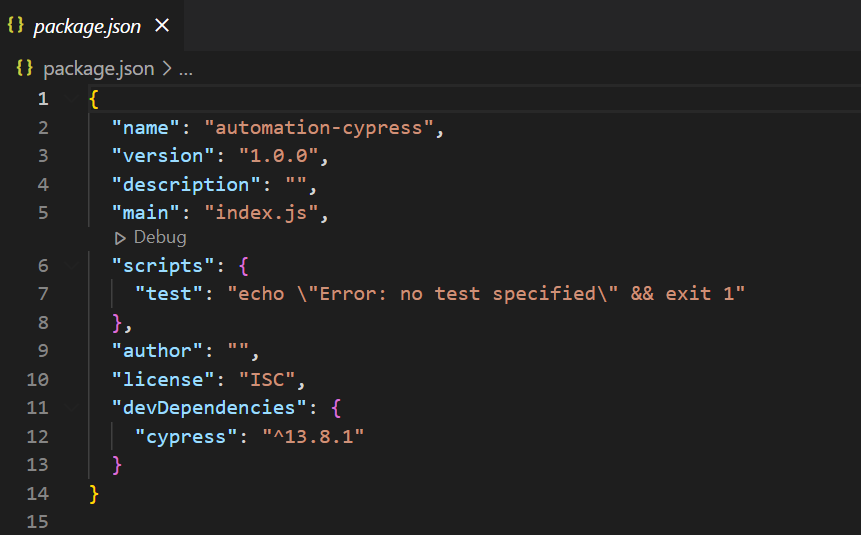 {} package.json ×
{} package.json > ...
1 {
2 "name": "automation-cypress",
3 "version": "1.0.0",
4 "description": "",
5 "main": "index.js",
▷ Debug
6 "scripts": {
7 "test": "echo \"Error: no test specified\" && exit 1"
8 },
9 "author": "",
10 "license": "ISC",
11 "devDependencies": {
12 "cypress": "^13.8.1"
13 }
14 }
15